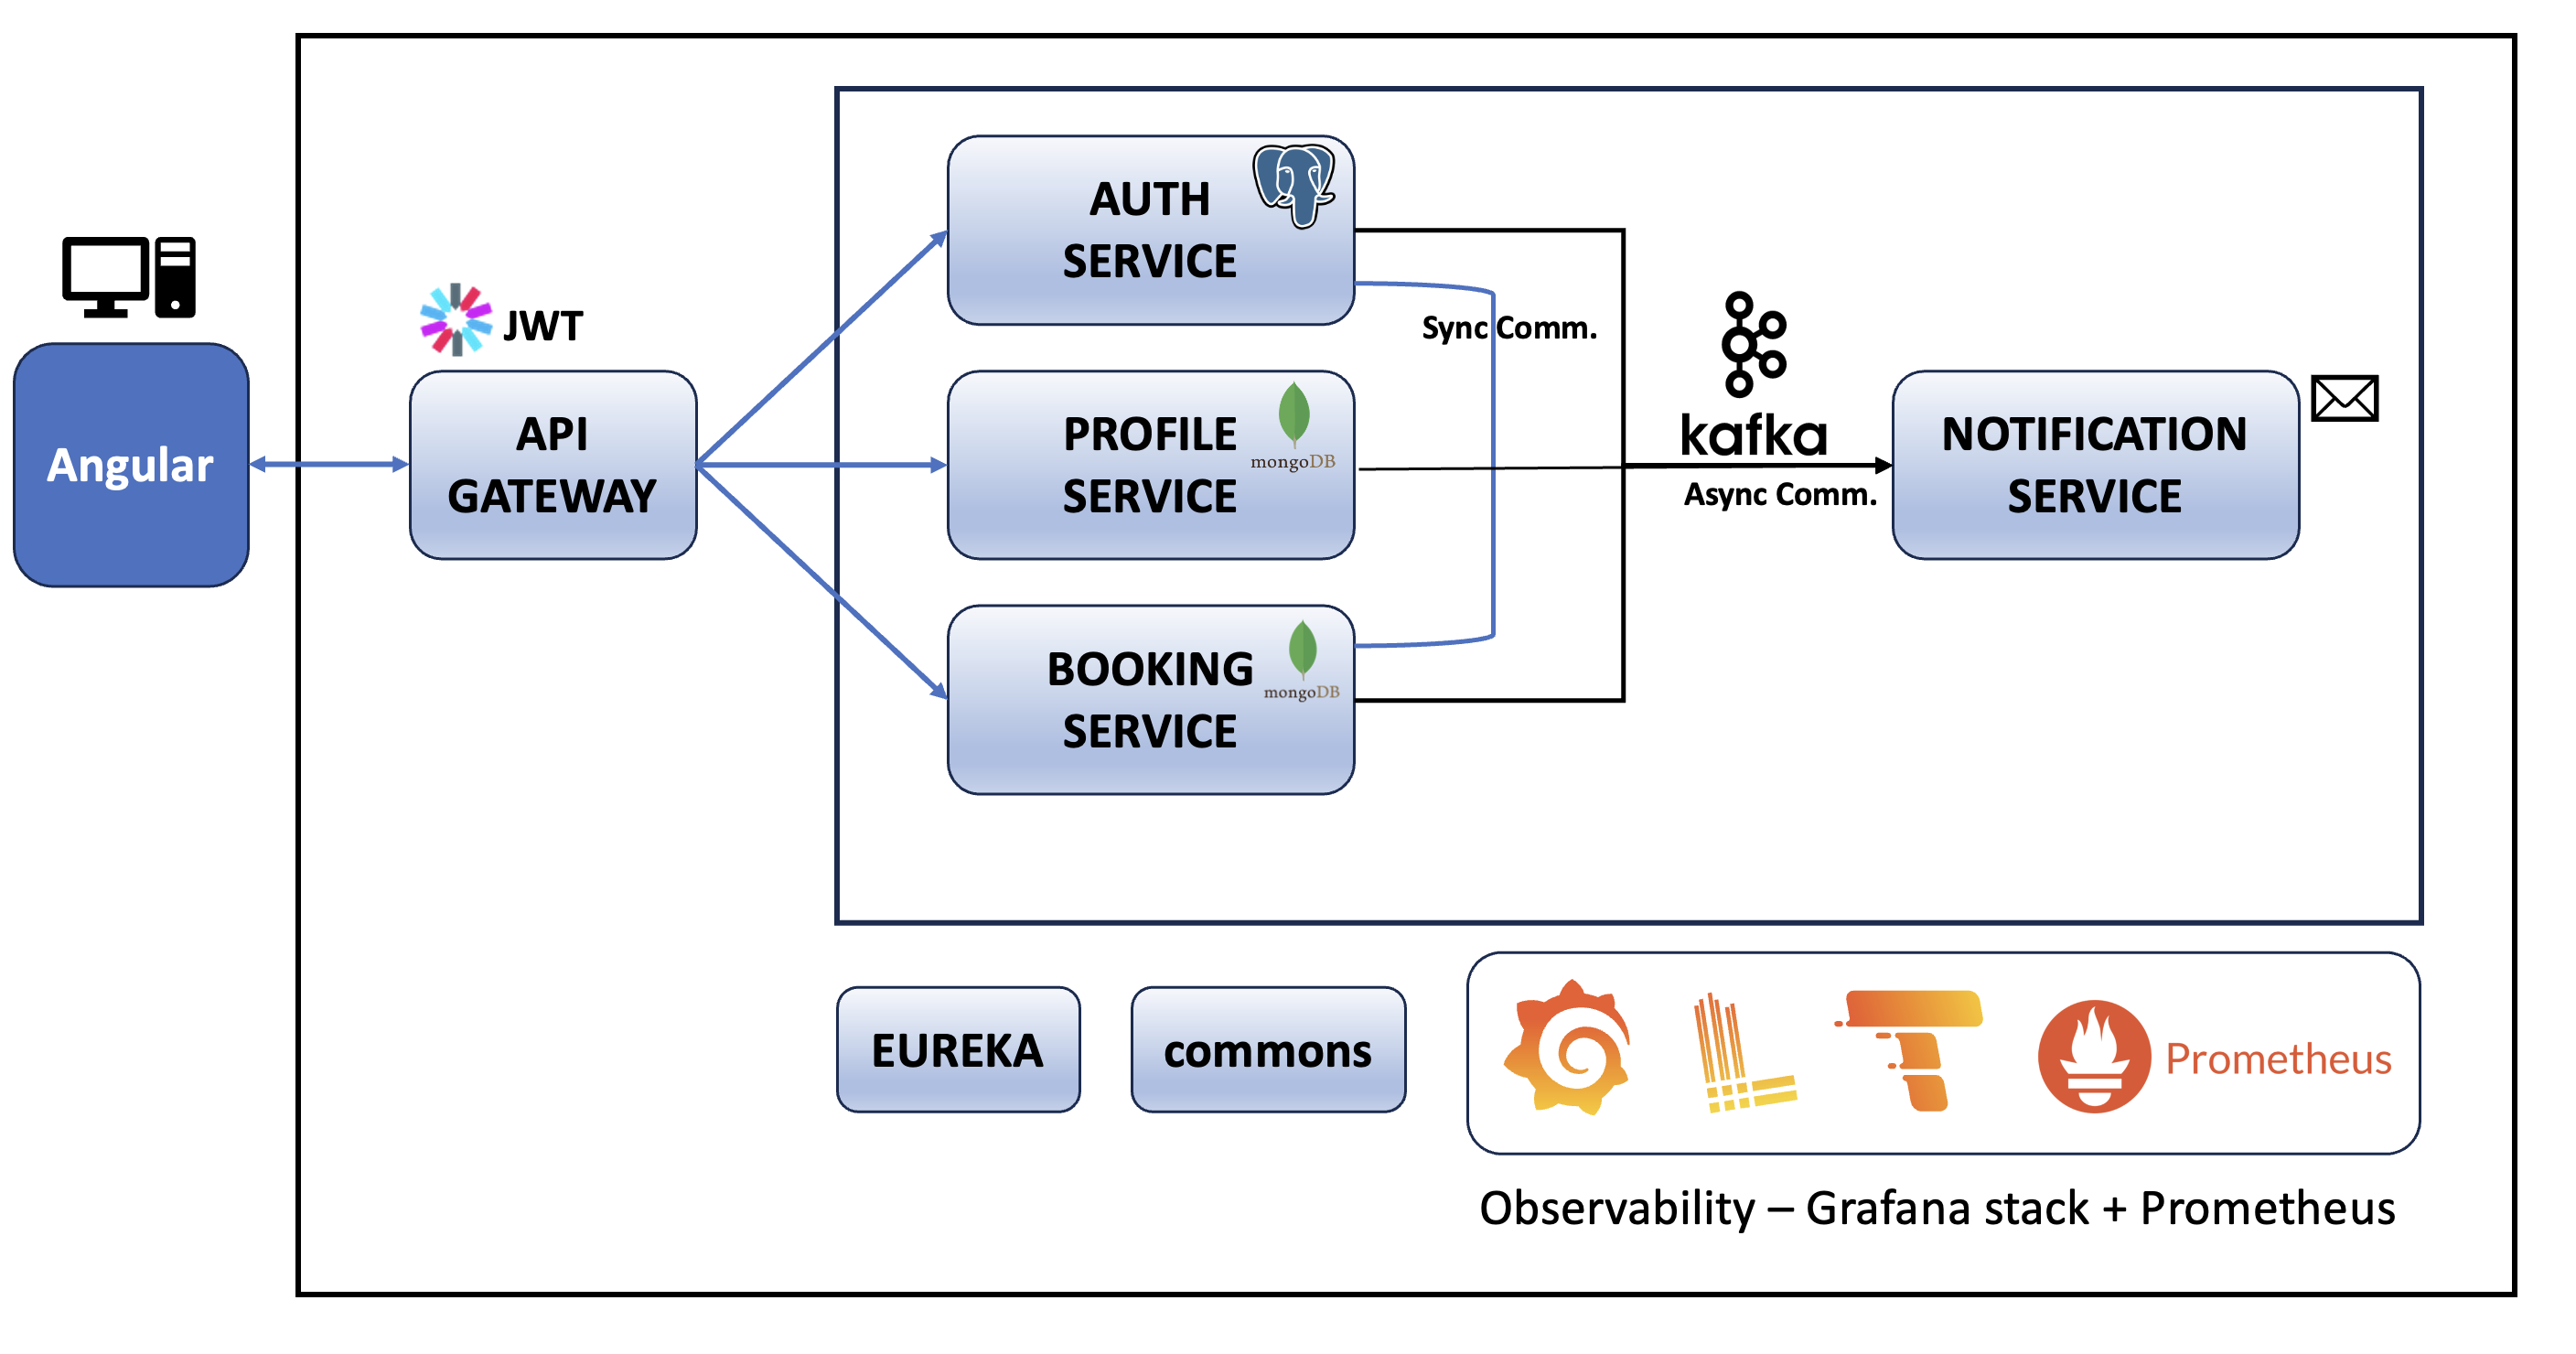 AUTH
SERVICE
JWT
Sync Comm.
Angular
API
GATEWAY
PROFILE
SERVICE
mongoDB
kafka
Async Comm.
NOTIFICATION
SERVICE
BOOKING
SERVICE
mongoDB
EUREKA
commons
Prometheus
Observability – Grafana stack + Prometheus